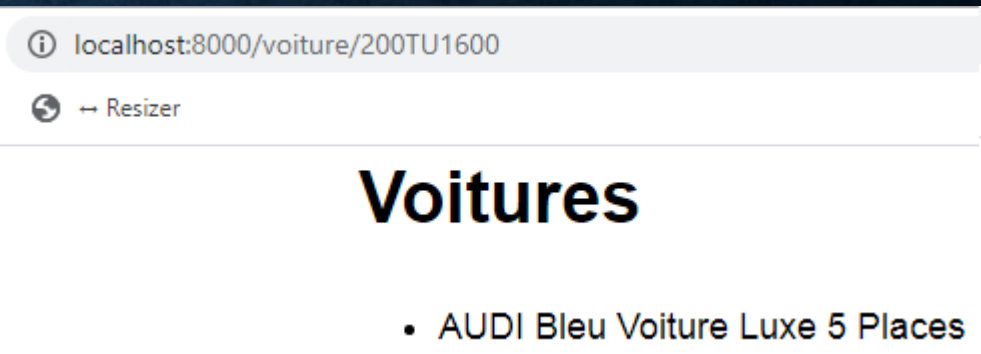 localhost:8000/voiture/200TU1600
↔ Resizer
Voitures
• AUDI Bleu Voiture Luxe 5 Places